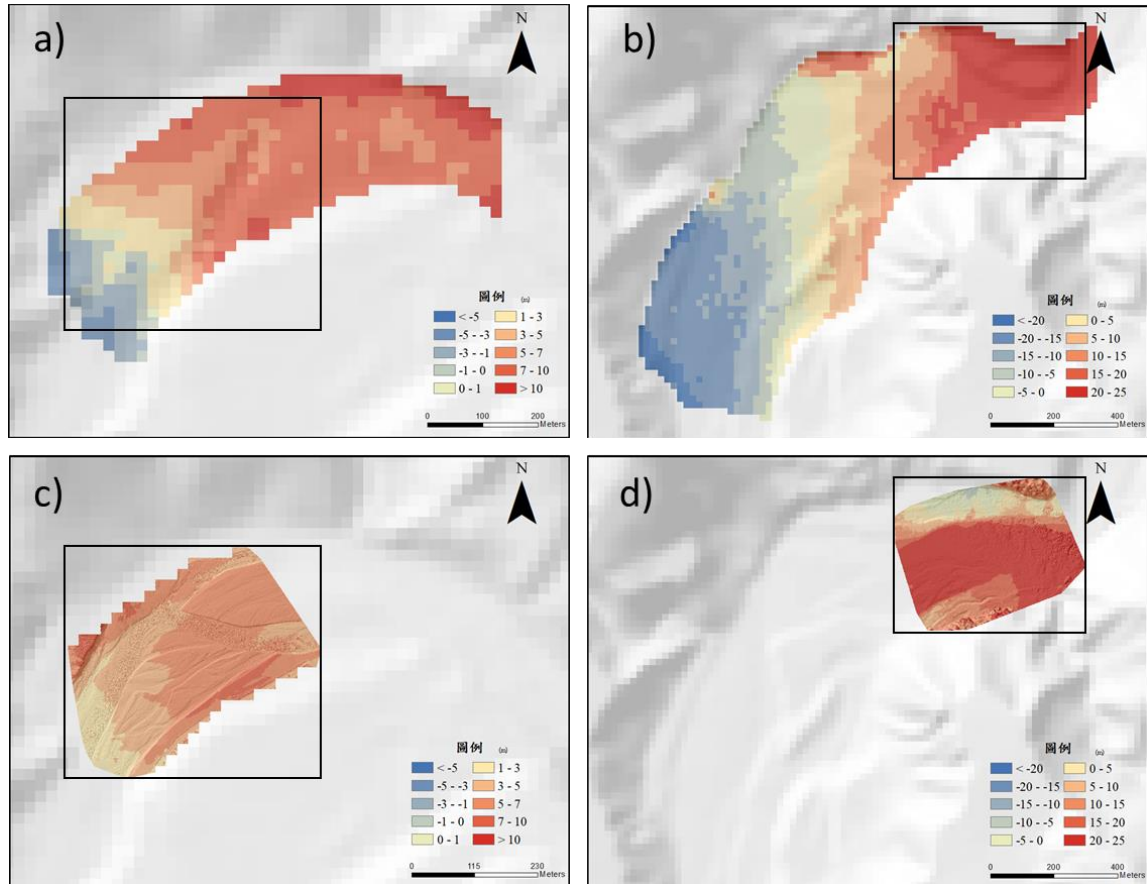 a)
N
圖例 (m)
< -5 1 - 3
-5 - -3 3 - 5
-3 - -1 5 - 7
-1 - 0 7 - 10
0 - 1 > 10
0 100 200
Meters
b)
N
圖例 (m)
< -20 0 - 5
-20 - -15 5 - 10
-15 - -10 10 - 15
-10 - -5 15 - 20
-5 - 0 20 - 25
0 200 400
Meters
c)
N
圖例 (m)
< -5 1 - 3
-5 - -3 3 - 5
-3 - -1 5 - 7
-1 - 0 7 - 10
0 - 1 > 10
0 115 230
Meters
d)
N
圖例 (m)
< -20 0 - 5
-20 - -15 5 - 10
-15 - -10 10 - 15
-10 - -5 15 - 20
-5 - 0 20 - 25
0 200 400
Meters